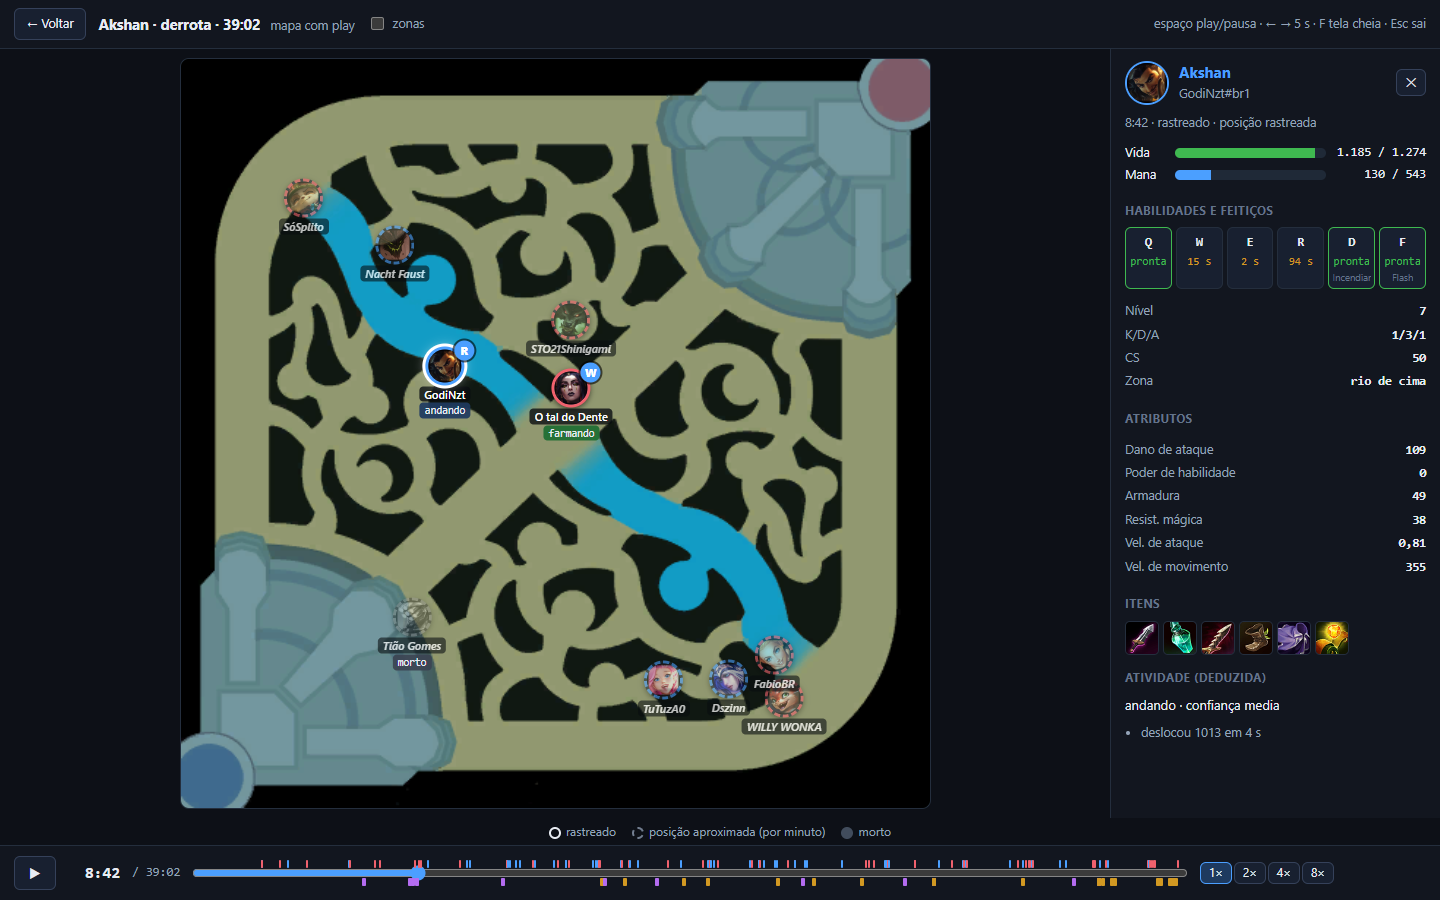 ← Voltar
Akshan · derrota · 39:02
mapa com play
zonas
espaço play/pausa · ← → 5 s · F tela cheia · Esc sai
SóSplito
Nacht Faust
STO21Shinigami
R
GodiNzt
andando
W
O tal do Dente
farmando
Tião Gomes
morto
TuTuzA0
Dszinn
FabioBR
WILLY WONKA
rastreado
posição aproximada (por minuto)
morto
Akshan
GodiNzt#br1
8:42 · rastreado · posição rastreada
Vida 1.185 / 1.274
Mana 130 / 543
HABILIDADES E FEITIÇOS
Q W E R D F
pronta 15 s 2 s 94 s pronta pronta
Incendiar Flash
Nível 7
K/D/A 1/3/1
CS 50
Zona rio de cima
ATRIBUTOS
Dano de ataque 109
Poder de habilidade 0
Armadura 49
Resist. mágica 38
Vel. de ataque 0,81
Vel. de movimento 355
ITENS
ATIVIDADE (DEDUZIDA)
andando · confiança media
• deslocou 1013 em 4 s
8:42 / 39:02
1× 2× 4× 8×